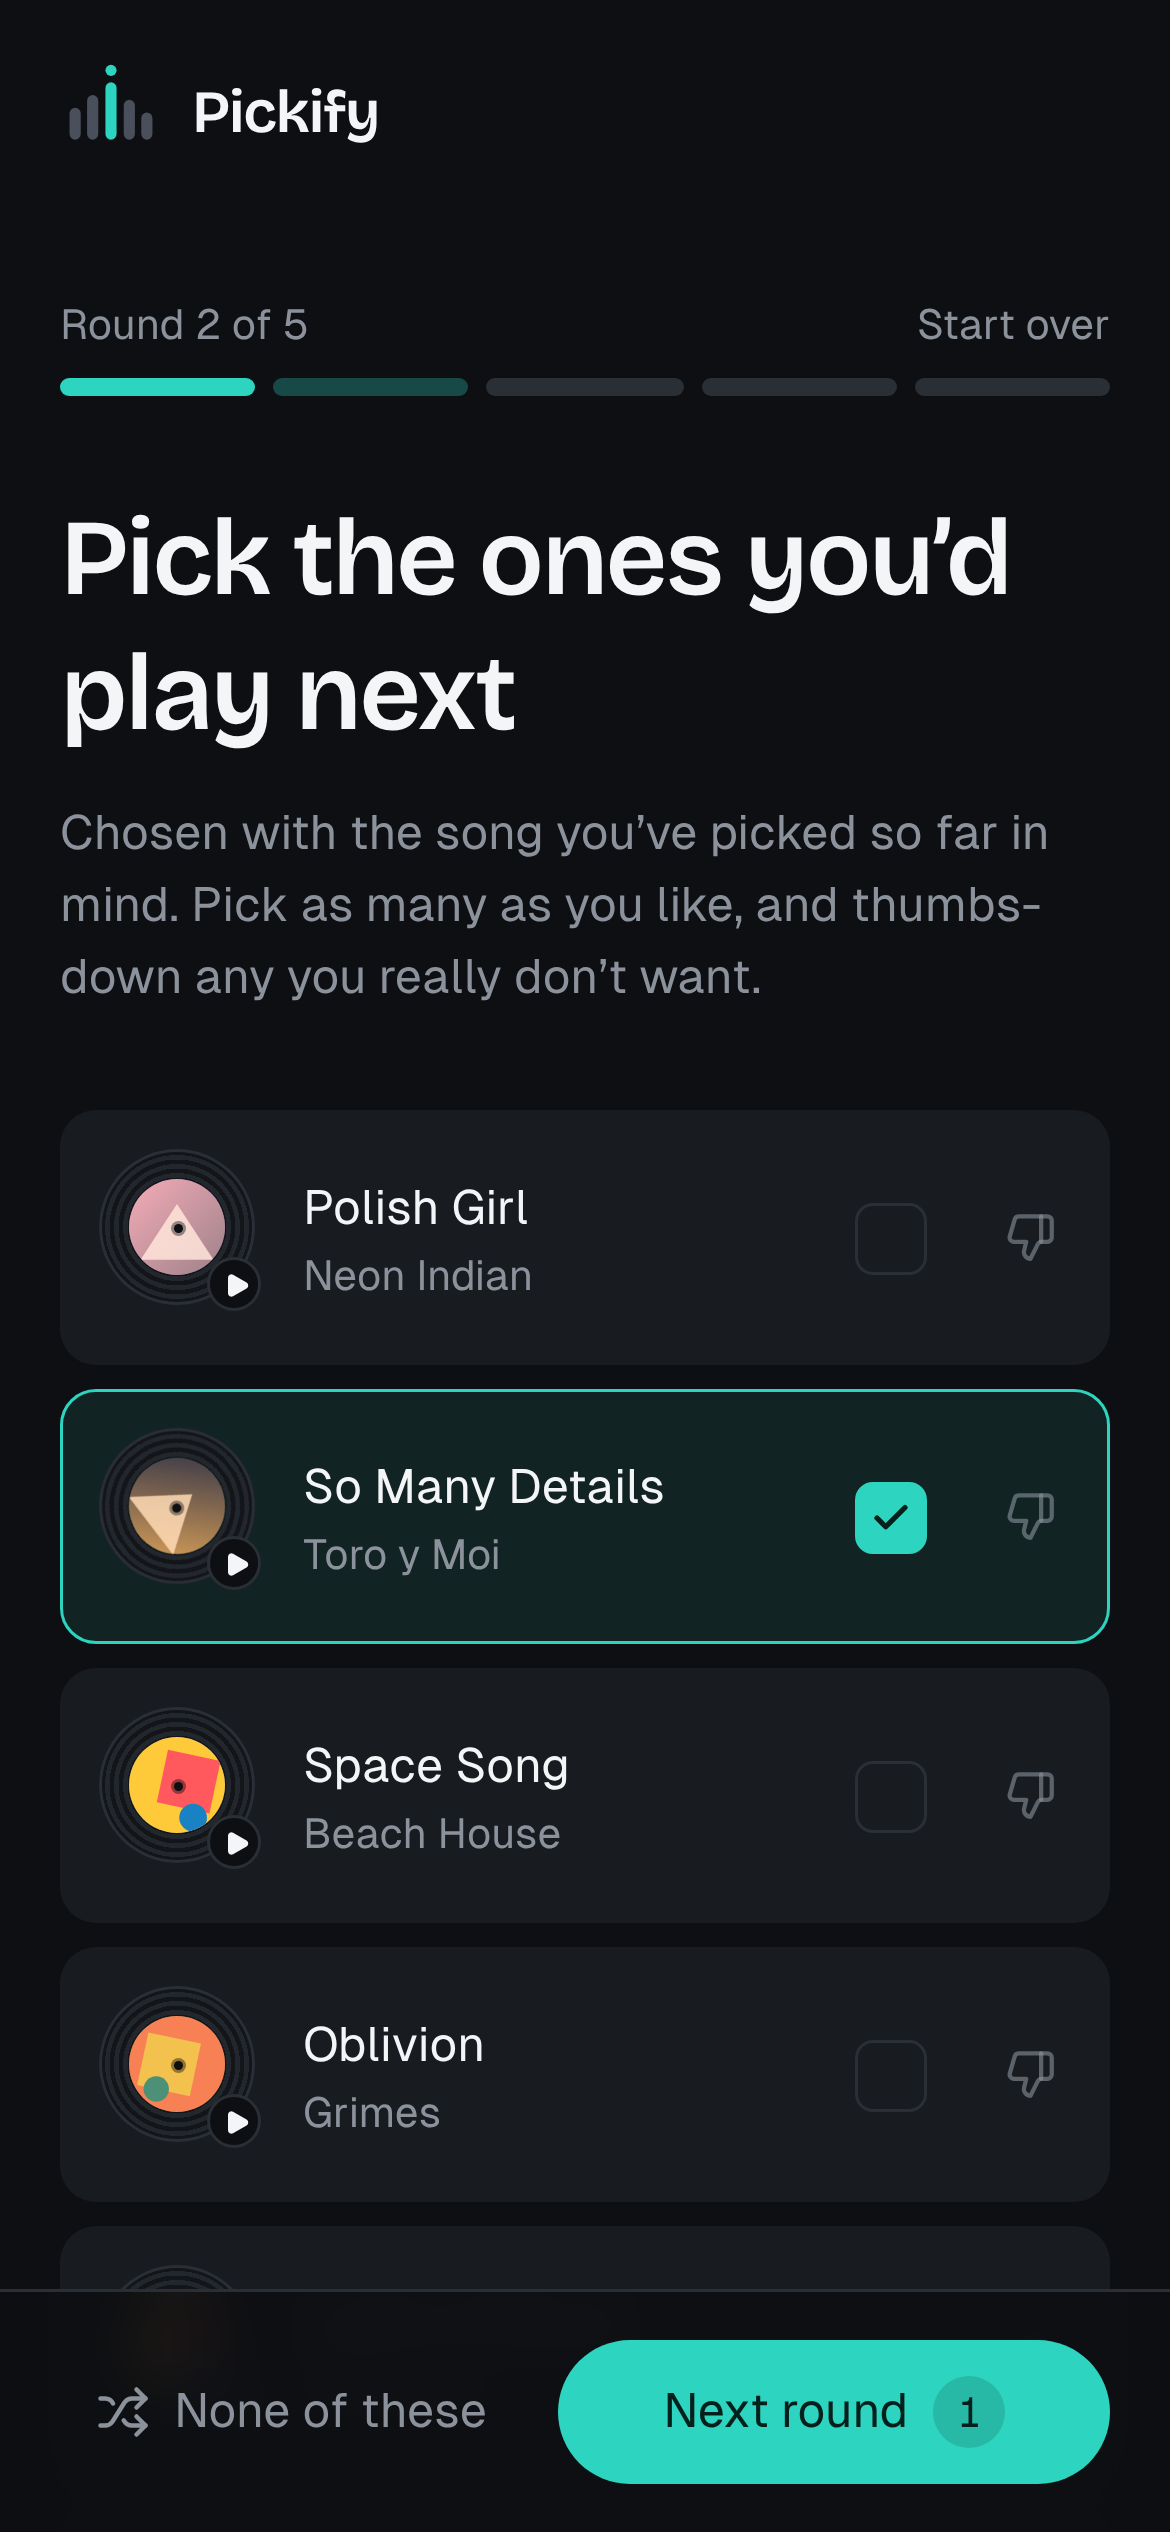 Pickify
Round 2 of 5
Start over
Pick the ones you’d
play next
Chosen with the song you’ve picked so far in
mind. Pick as many as you like, and thumbs-
down any you really don’t want.
Polish Girl
Neon Indian
So Many Details
Toro y Moi
Space Song
Beach House
Oblivion
Grimes
None of these
Next round 1